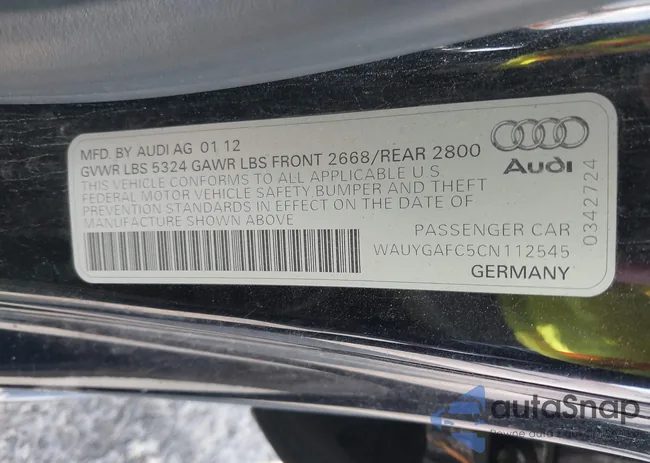 MFD. BY AUDI AG 01 12
GVWR LBS 5324 GAWR LBS FRONT 2668/REAR 2800
THIS VEHICLE CONFORMS TO ALL APPLICABLE U S
FEDERAL MOTOR VEHICLE SAFETY, BUMPER AND THEFT
PREVENTION STANDARDS IN EFFECT ON THE DATE OF
MANUFACTURE SHOWN ABOVE
Audi
0342724
PASSENGER CAR
WAUYGAFC5CN112545
GERMANY
autoSnap